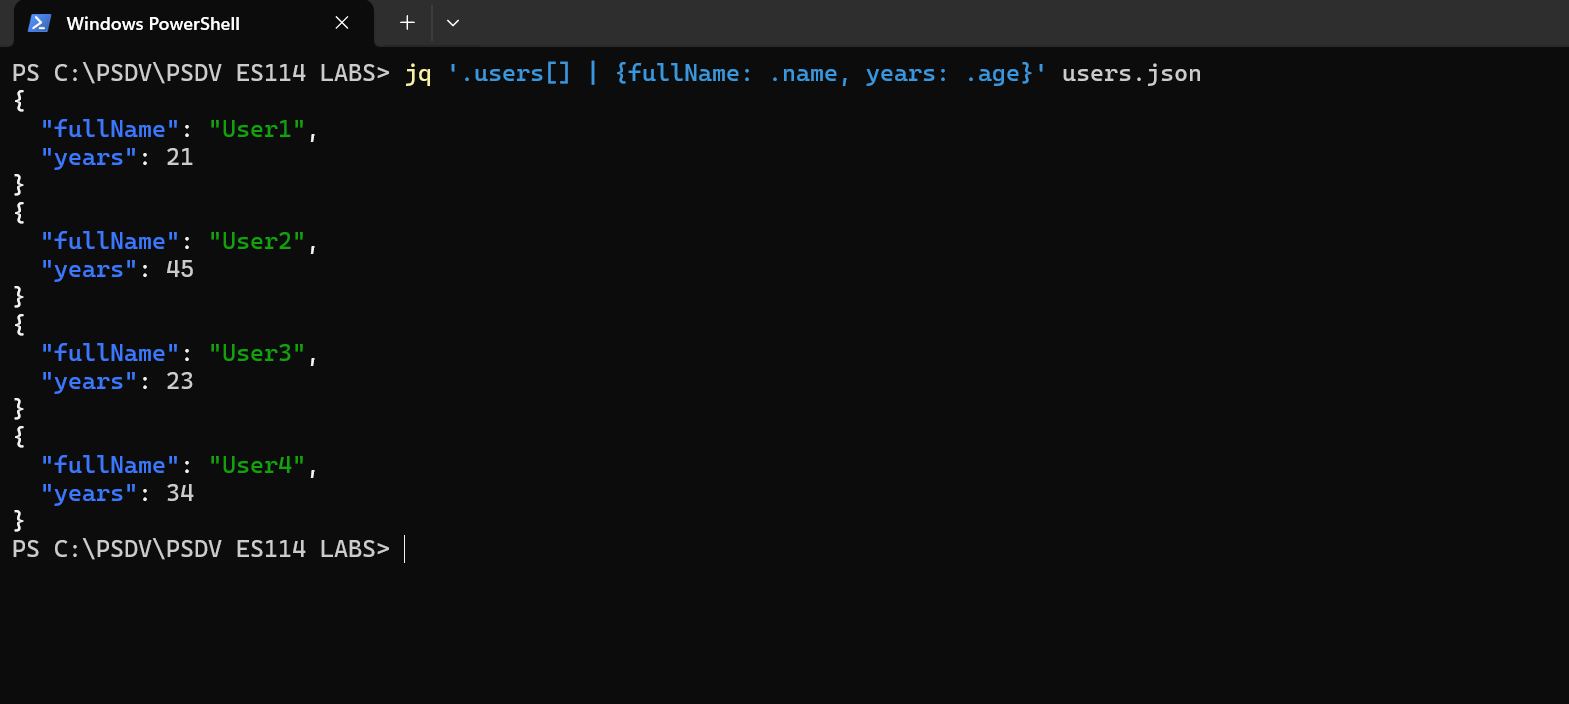 Windows PowerShell
PS C:\PSDV\PSDV ES114 LABS> jq '.users[] | {fullName: .name, years: .age}' users.json
{
  "fullName": "User1",
  "years": 21
}
{
  "fullName": "User2",
  "years": 45
}
{
  "fullName": "User3",
  "years": 23
}
{
  "fullName": "User4",
  "years": 34
}
PS C:\PSDV\PSDV ES114 LABS>